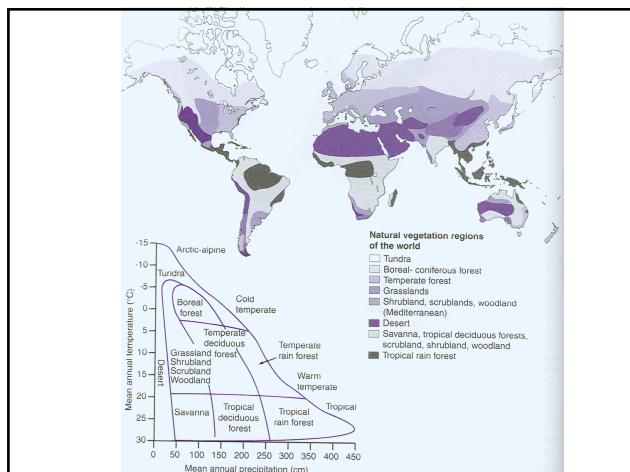 Natural vegetation regions
of the world
Tundra
Boreal- coniferous forest
Temperate forest
Grasslands
Shrubland, scrublands, woodland
(Mediterranean)
Desert
Savanna, tropical deciduous forests,
scrubland, shrubland, woodland
Tropical rain forest
Mean annual temperature (°C)
-15
-10
-5
0
5
10
15
20
25
30
Arctic-alpine
Tundra
Boreal
forest
Cold
temperate
Temperate
deciduous
forest
Temperate
rain forest
Grassland
Shrubland
Scrubland
Woodland
Desert
Warm
temperate
Savanna
Tropical
deciduous
forest
Tropical
rain forest
Tropical
0 50 100 150 200 250 300 350 400 450
Mean annual precipitation (cm)